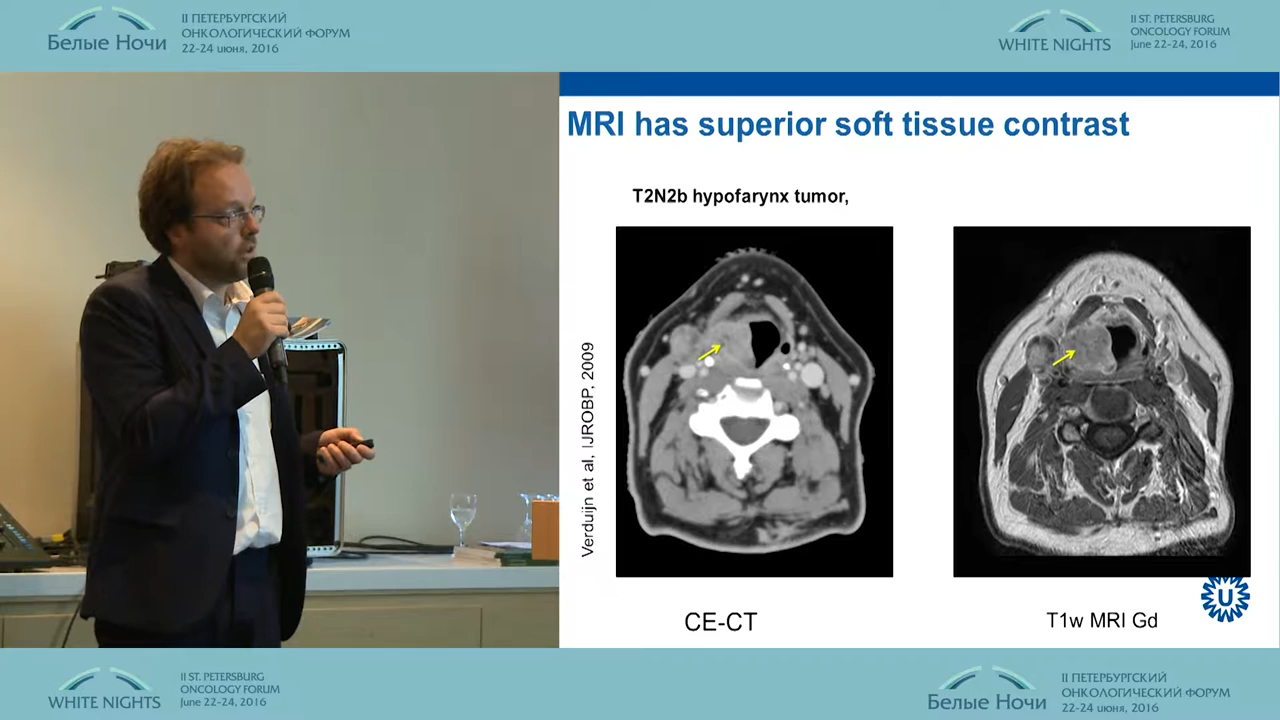 Белые Ночи
II ПЕТЕРБУРГСКИЙ
ОНКОЛОГИЧЕСКИЙ ФОРУМ
22-24 июня, 2016
WHITE NIGHTS
II ST. PETERSBURG
ONCOLOGY FORUM
June 22-24, 2016
MRI has superior soft tissue contrast
T2N2b hypofarynx tumor,
Verduijn et al, IJROBP, 2009
CE-CT
T1w MRI Gd
U
WHITE NIGHTS
II ST. PETERSBURG
ONCOLOGY FORUM
June 22-24, 2016
Белые Ночи
II ПЕТЕРБУРГСКИЙ
ОНКОЛОГИЧЕСКИЙ ФОРУМ
22-24 июня, 2016